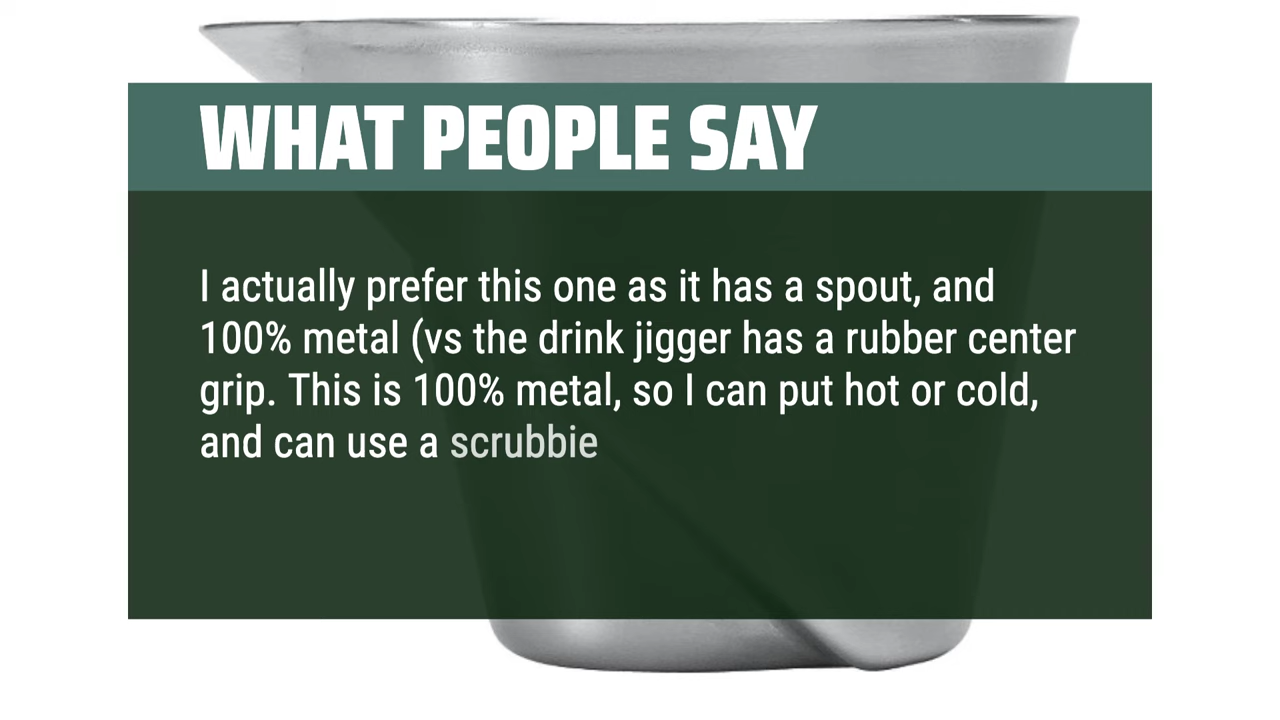 WHAT PEOPLE SAY
I actually prefer this one as it has a spout, and
100% metal (vs the drink jigger has a rubber center
grip. This is 100% metal, so I can put hot or cold,
and can use a scrubbie